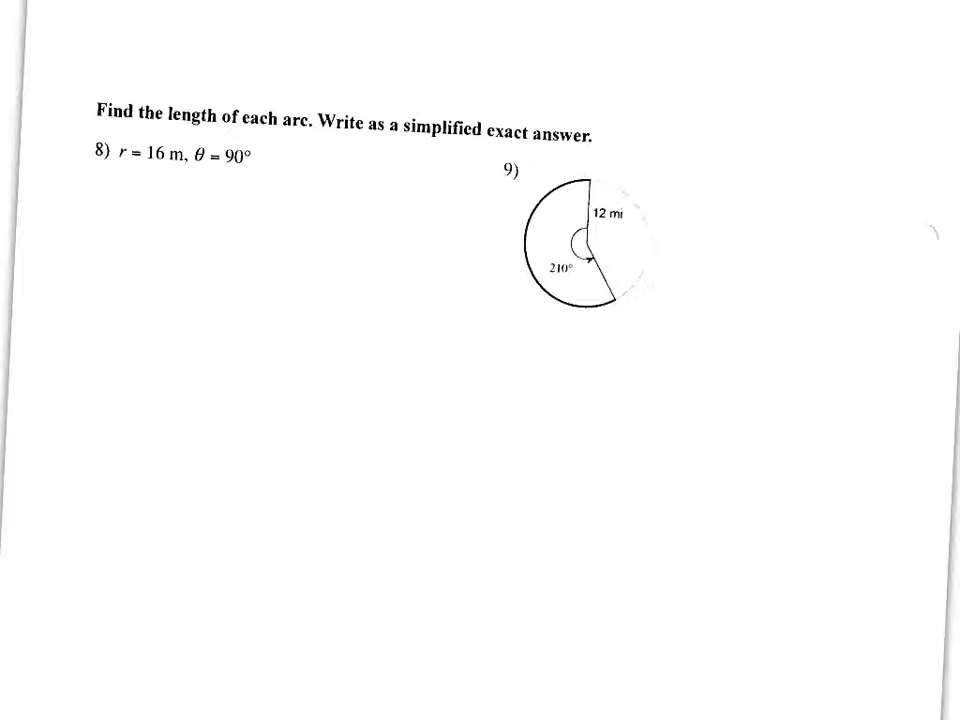 Find the length of each arc. Write as a simplified exact answer.
8) r = 16 m, θ = 90°
9)
12 mi
210°